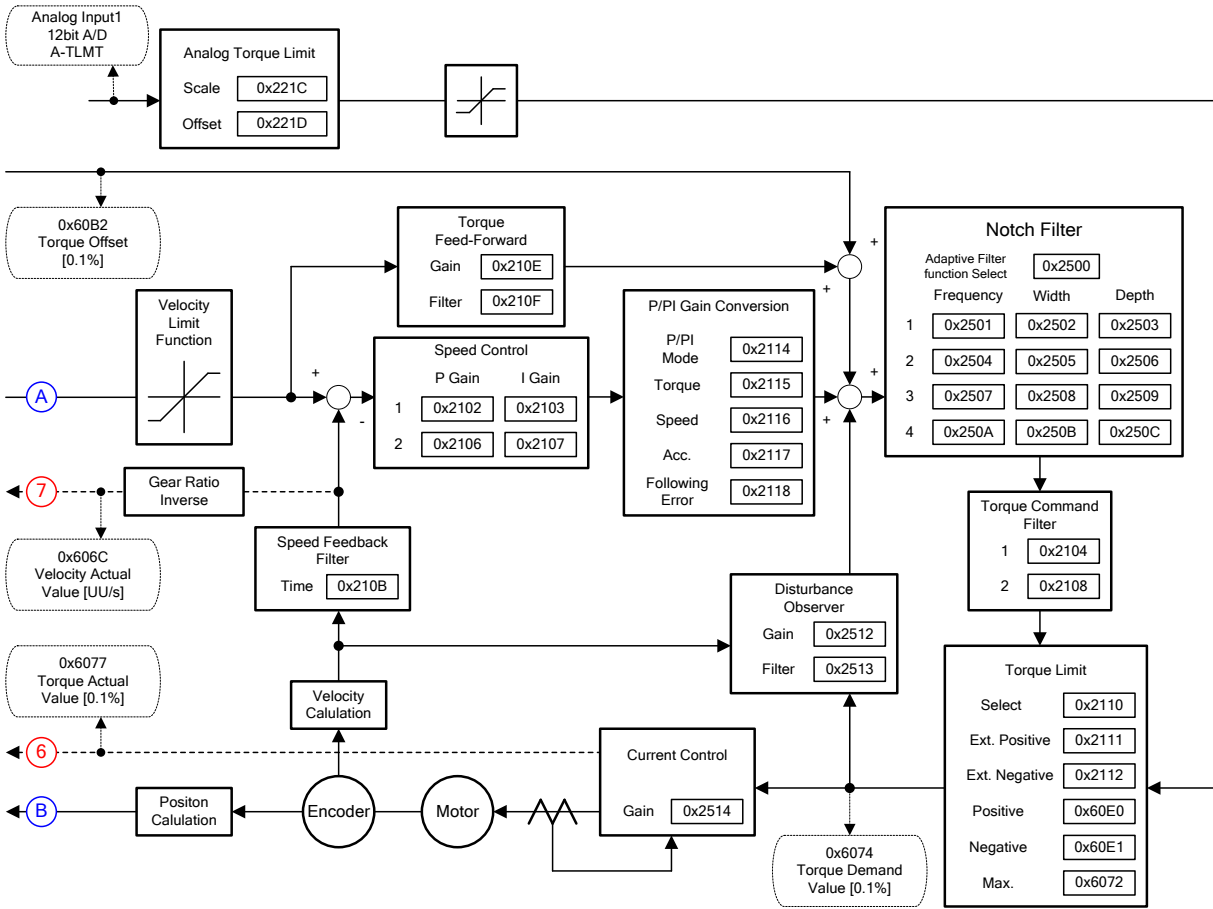 Analog Input1
12bit A/D
A-TLMT
Analog Torque Limit
Scale 0x221C
Offset 0x221D
0x60B2
Torque Offset
[0.1%]
Torque
Feed-Forward
Gain 0x210E
Filter 0x210F
+
+
Notch Filter
Adaptive Filter
function Select
0x2500
Frequency Width Depth
1 0x2501 0x2502 0x2503
2 0x2504 0x2505 0x2506
3 0x2507 0x2508 0x2509
4 0x250A 0x250B 0x250C
A
Velocity
Limit
Function
+
-
Speed Control
P Gain I Gain
1 0x2102 0x2103
2 0x2106 0x2107
P/PI Gain Conversion
P/PI
Mode
0x2114
Torque 0x2115
Speed 0x2116
Acc. 0x2117
Following
Error
0x2118
+
+
7
Gear Ratio
Inverse
0x606C
Velocity Actual
Value [UU/s]
Speed Feedback
Filter
Time 0x210B
Torque Command
Filter
1 0x2104
2 0x2108
Disturbance
Observer
Gain 0x2512
Filter 0x2513
0x6077
Torque Actual
Value [0.1%]
Velocity
Calulation
Torque Limit
Select 0x2110
Ext. Positive 0x2111
Ext. Negative 0x2112
Positive 0x60E0
Negative 0x60E1
Max. 0x6072
6
Current Control
Gain 0x2514
B
Positon
Calulation
Encoder
Motor
0x6074
Torque Demand
Value [0.1%]